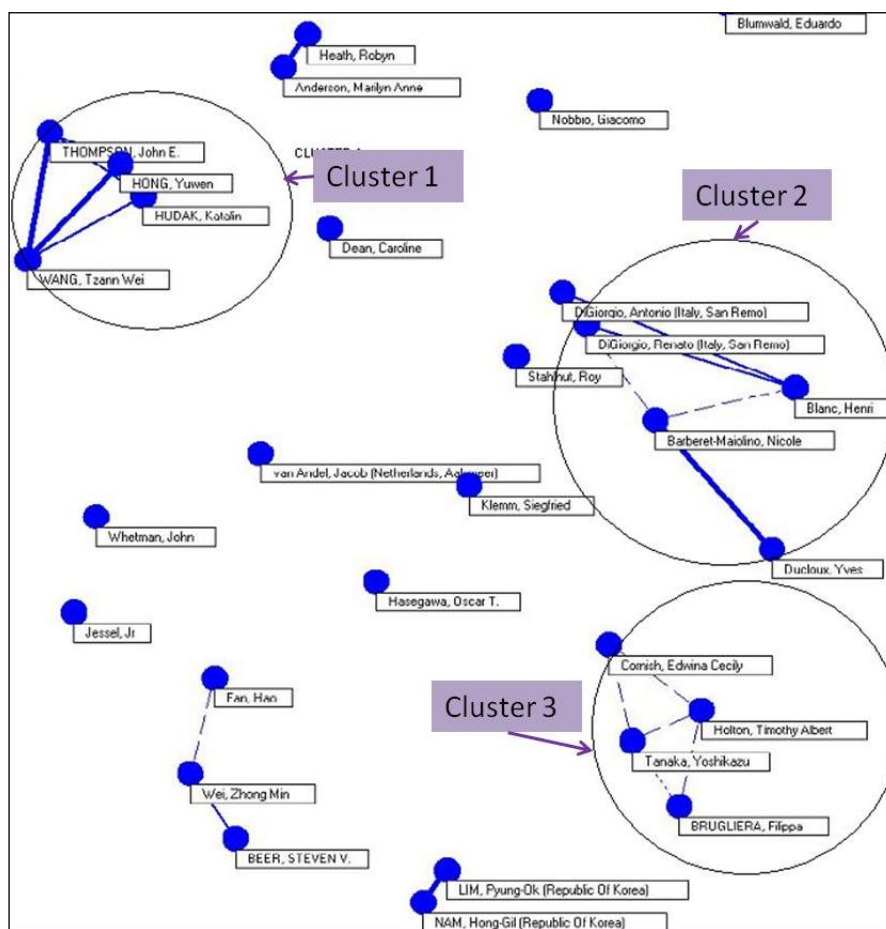 Blumwald, Eduardo
Heath, Robyn
Anderson, Marilyn Anne
Nobbio, Giacomo
THOMPSON, John E.
CLUSTER 1
Cluster 1
HONG, Yuwen
HUDAK, Katalin
Cluster 2
Dean, Caroline
WANG, Tzann Wei
DiGiorgio, Antonio (Italy, San Remo)
DiGiorgio, Renato (Italy, San Remo)
Stahlhut, Roy
Blanc, Henri
Barberet-Maiolino, Nicole
van Andel, Jacob (Netherlands, Aalsmeer)
Klemm, Siegfried
Whetman, John
Ducloux, Yves
Hasegawa, Oscar T.
Jessel, Jr
Cornish, Edwina Cecily
Fan, Hao
Cluster 3
Holton, Timothy Albert
Tanaka, Yoshikazu
Wei, Zhong Min
BRUGLIERA, Filippa
BEER, STEVEN V.
LIM, Pyung-Ok (Republic Of Korea)
NAM, Hong-Gil (Republic Of Korea)